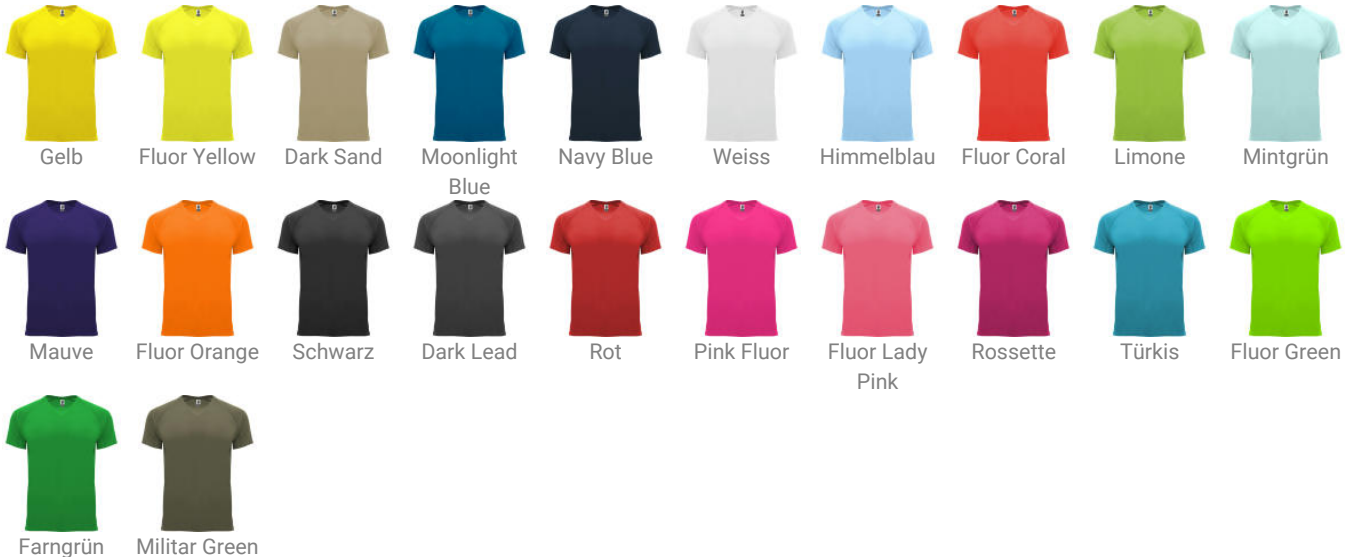 Gelb Fluor Yellow Dark Sand Moonlight Navy Blue Weiss Himmelblau Fluor Coral Limone Mintgrün
Blue
Mauve Fluor Orange Schwarz Dark Lead Rot Pink Fluor Fluor Lady Rossette Türkis Fluor Green
Pink
Farngrün Militar Green